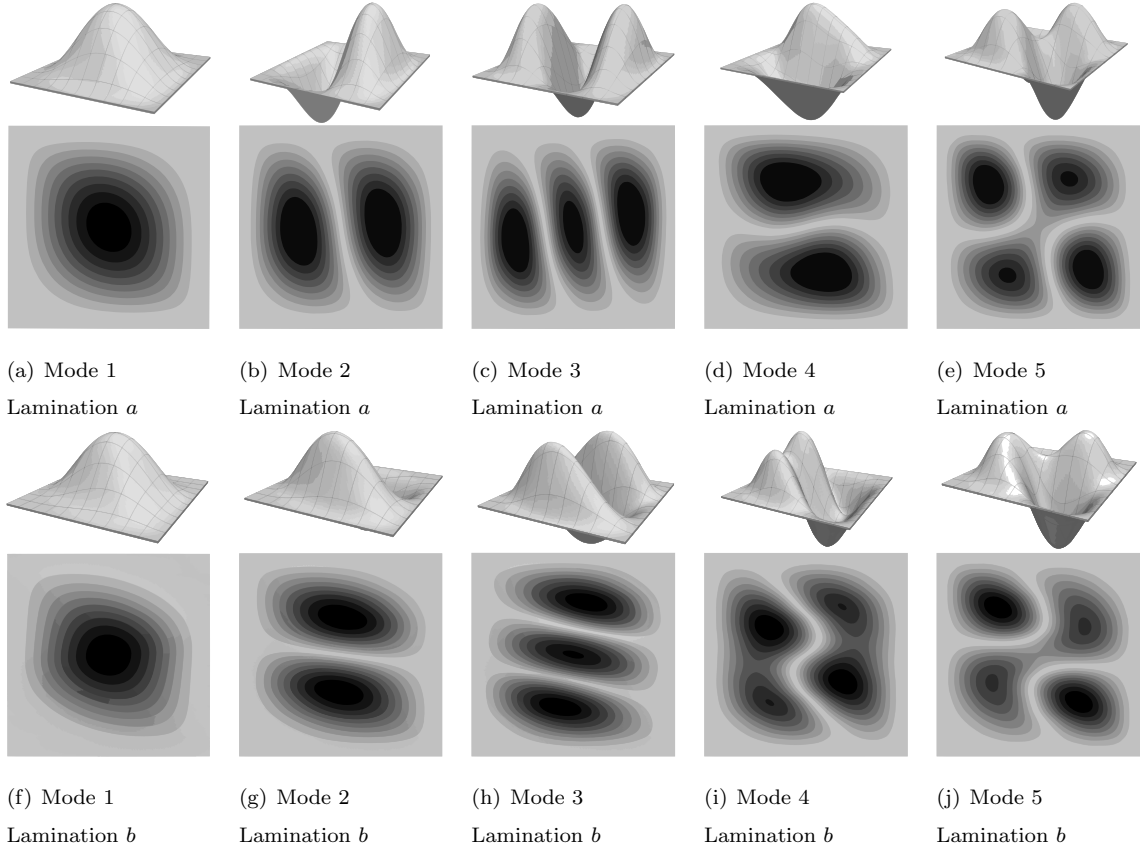 (a) Mode 1
Lamination a
(b) Mode 2
Lamination a
(c) Mode 3
Lamination a
(d) Mode 4
Lamination a
(e) Mode 5
Lamination a
(f) Mode 1
Lamination b
(g) Mode 2
Lamination b
(h) Mode 3
Lamination b
(i) Mode 4
Lamination b
(j) Mode 5
Lamination b